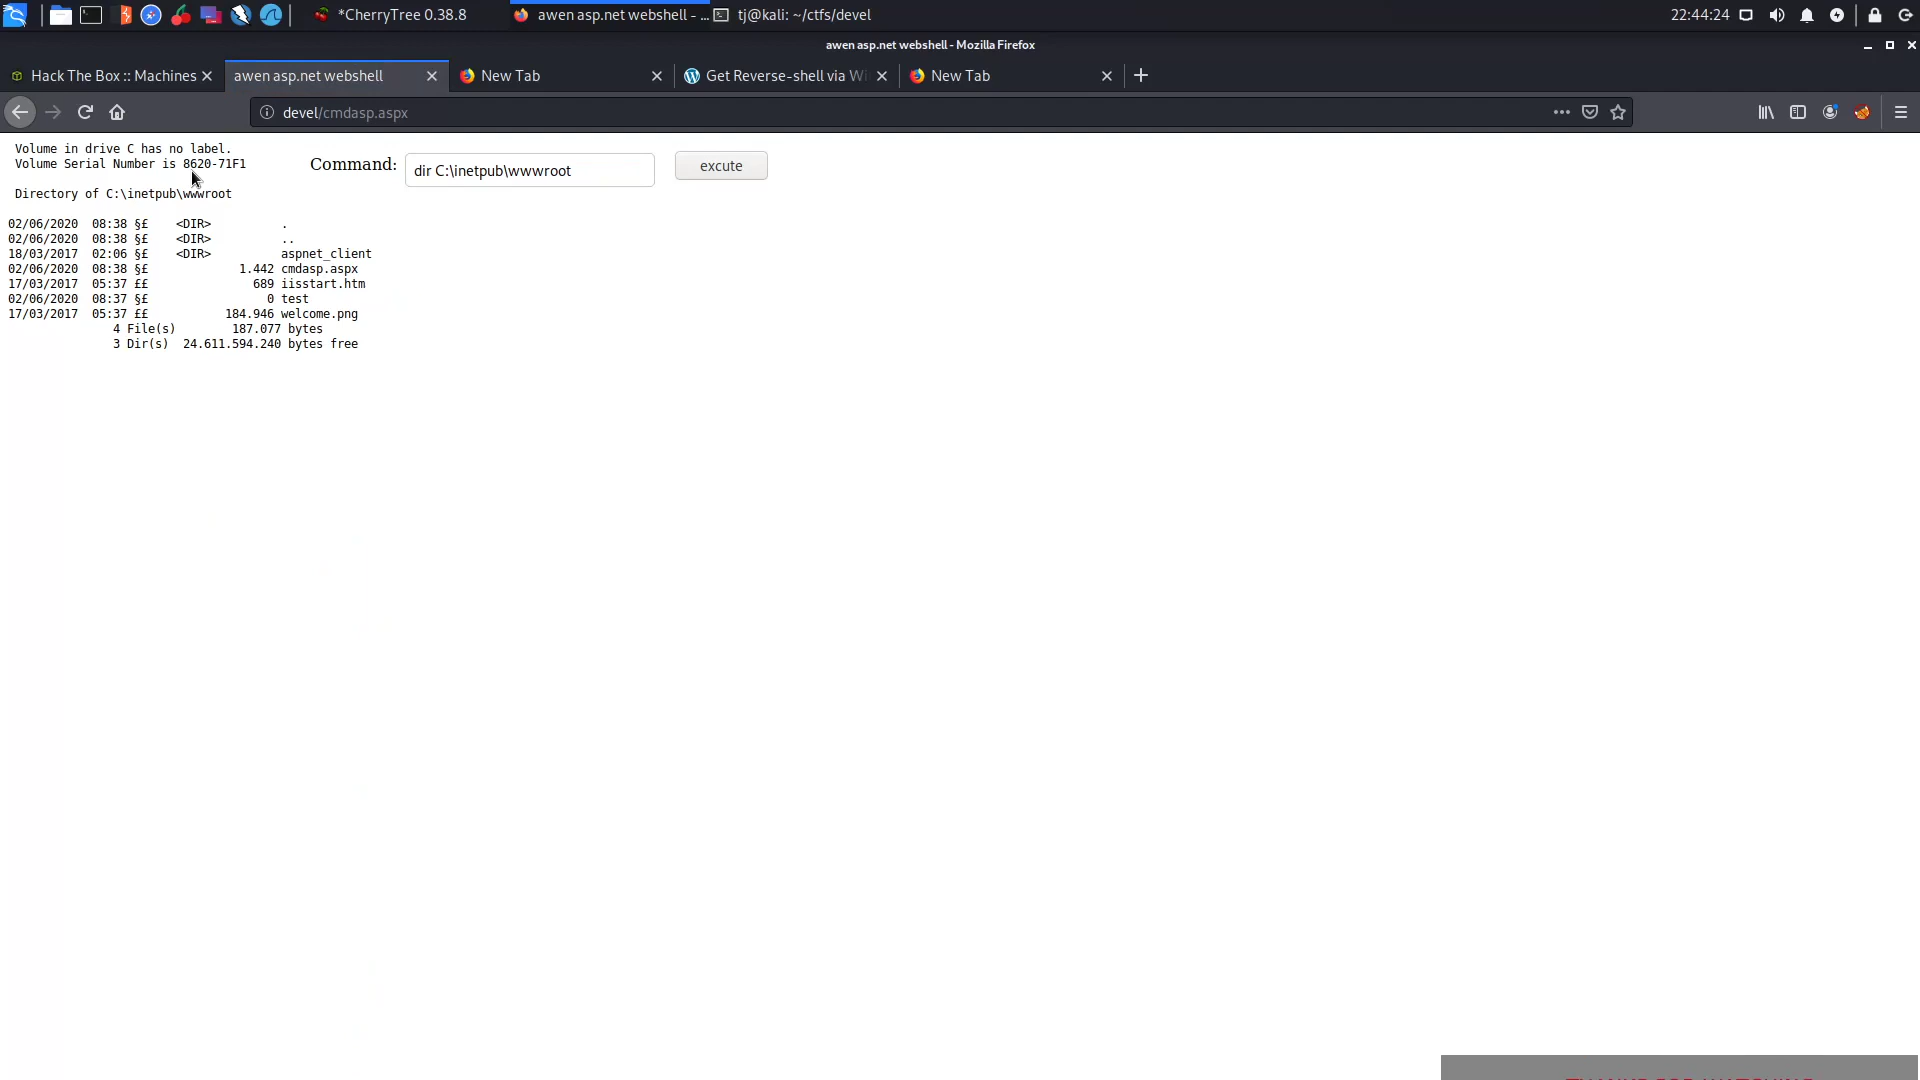 *CherryTree 0.38.8
awen asp.net webshell - ...
tj@kali: ~/ctfs/devel
22:44:24
awen asp.net webshell - Mozilla Firefox
Hack The Box :: Machines
awen asp.net webshell
New Tab
Get Reverse-shell via Wi
New Tab
devel/cmdasp.aspx
Volume in drive C has no label.
Volume Serial Number is 8620-71F1
Command: dir C:\inetpub\wwwroot excute
Directory of C:\inetpub\wwwroot
02/06/2020  08:38 §£    <DIR>          .
02/06/2020  08:38 §£    <DIR>          ..
18/03/2017  02:06 §£    <DIR>          aspnet_client
02/06/2020  08:38 §£             1.442 cmdasp.aspx
17/03/2017  05:37 ££               689 iisstart.htm
02/06/2020  08:37 §£                 0 test
17/03/2017  05:37 ££           184.946 welcome.png
4 File(s)        187.077 bytes
3 Dir(s)  24.611.594.240 bytes free